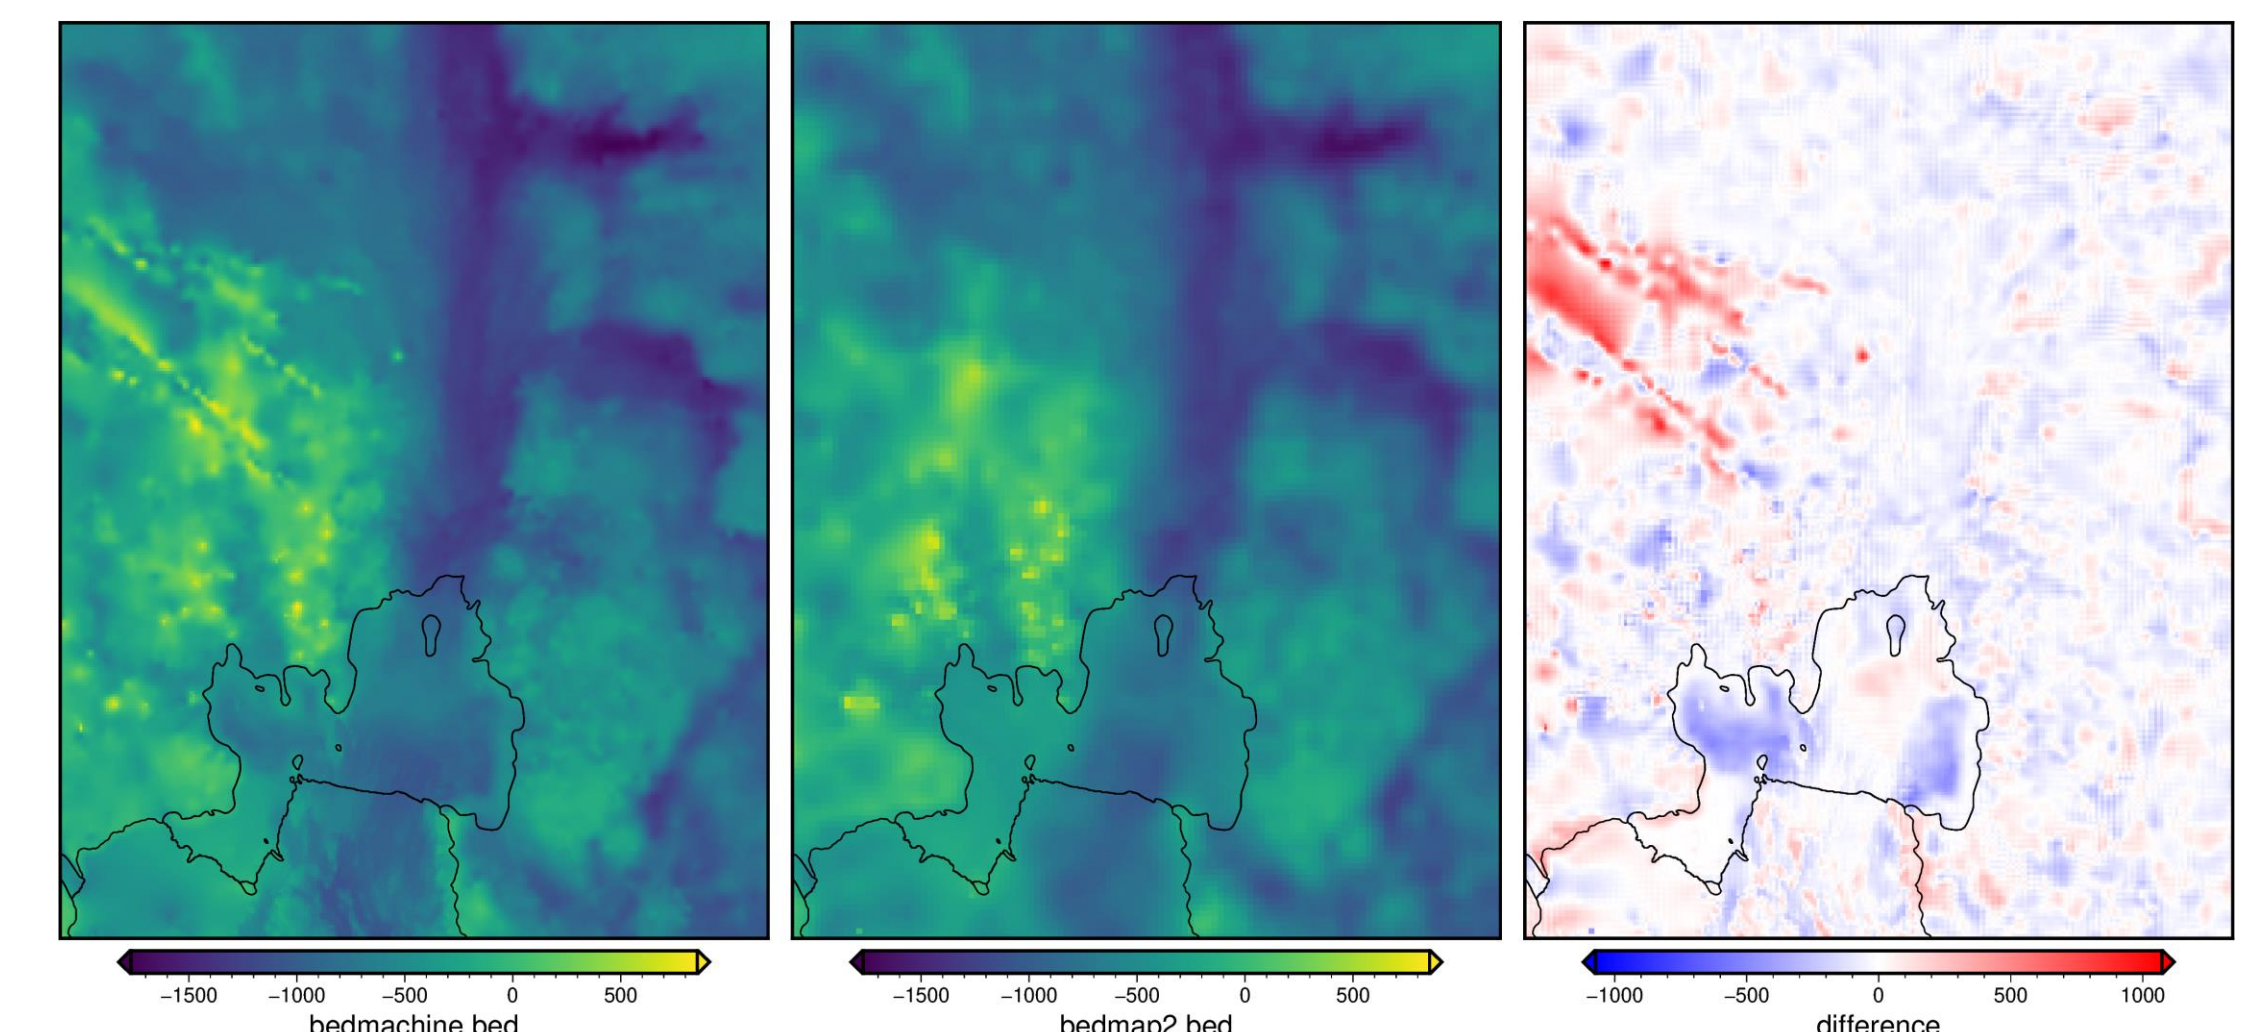 −1500 −1000 −500 0 500
bedmachine bed
−1500 −1000 −500 0 500
bedmap2 bed
−1000 −500 0 500 1000
difference